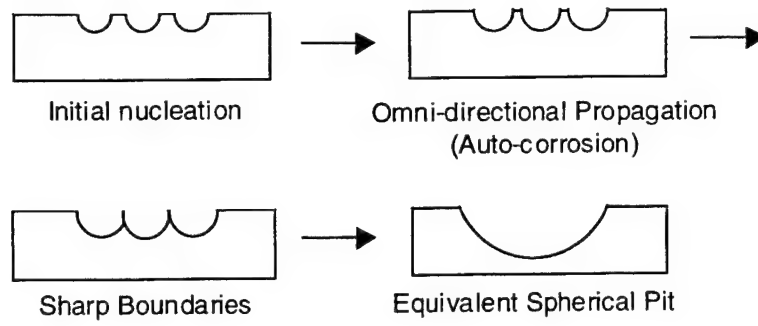 Initial nucleation
Omni-directional Propagation
(Auto-corrosion)
Sharp Boundaries
Equivalent Spherical Pit